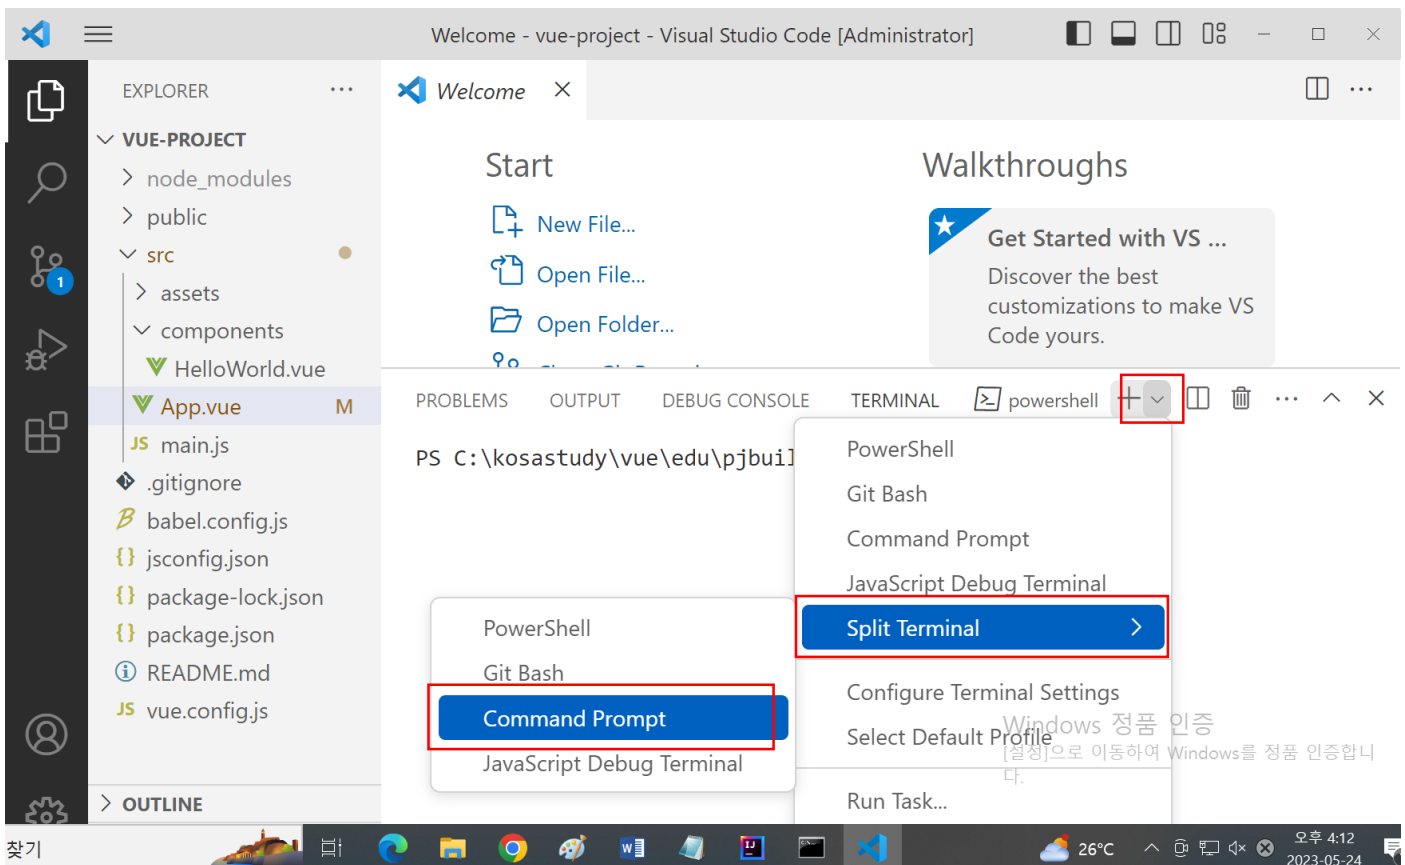 Welcome - vue-project - Visual Studio Code [Administrator]
EXPLORER
Welcome
VUE-PROJECT
node_modules
public
src
assets
components
HelloWorld.vue
App.vue M
JS main.js
.gitignore
babel.config.js
{} jsconfig.json
{} package-lock.json
{} package.json
README.md
JS vue.config.js
OUTLINE
1
Start
New File...
Open File...
Open Folder...
Walkthroughs
Get Started with VS ...
Discover the best
customizations to make VS
Code yours.
PROBLEMS OUTPUT DEBUG CONSOLE TERMINAL powershell
PS C:\kosastudy\vue\edu\pjbuil
PowerShell
Git Bash
Command Prompt
JavaScript Debug Terminal
Split Terminal
Configure Terminal Settings
Select Default Profile
Run Task...
PowerShell
Git Bash
Command Prompt
JavaScript Debug Terminal
Windows 정품 인증
[설정]으로 이동하여 Windows를 정품 인증합니
다.
찾기
26°C
오후 4:12
2023-05-24